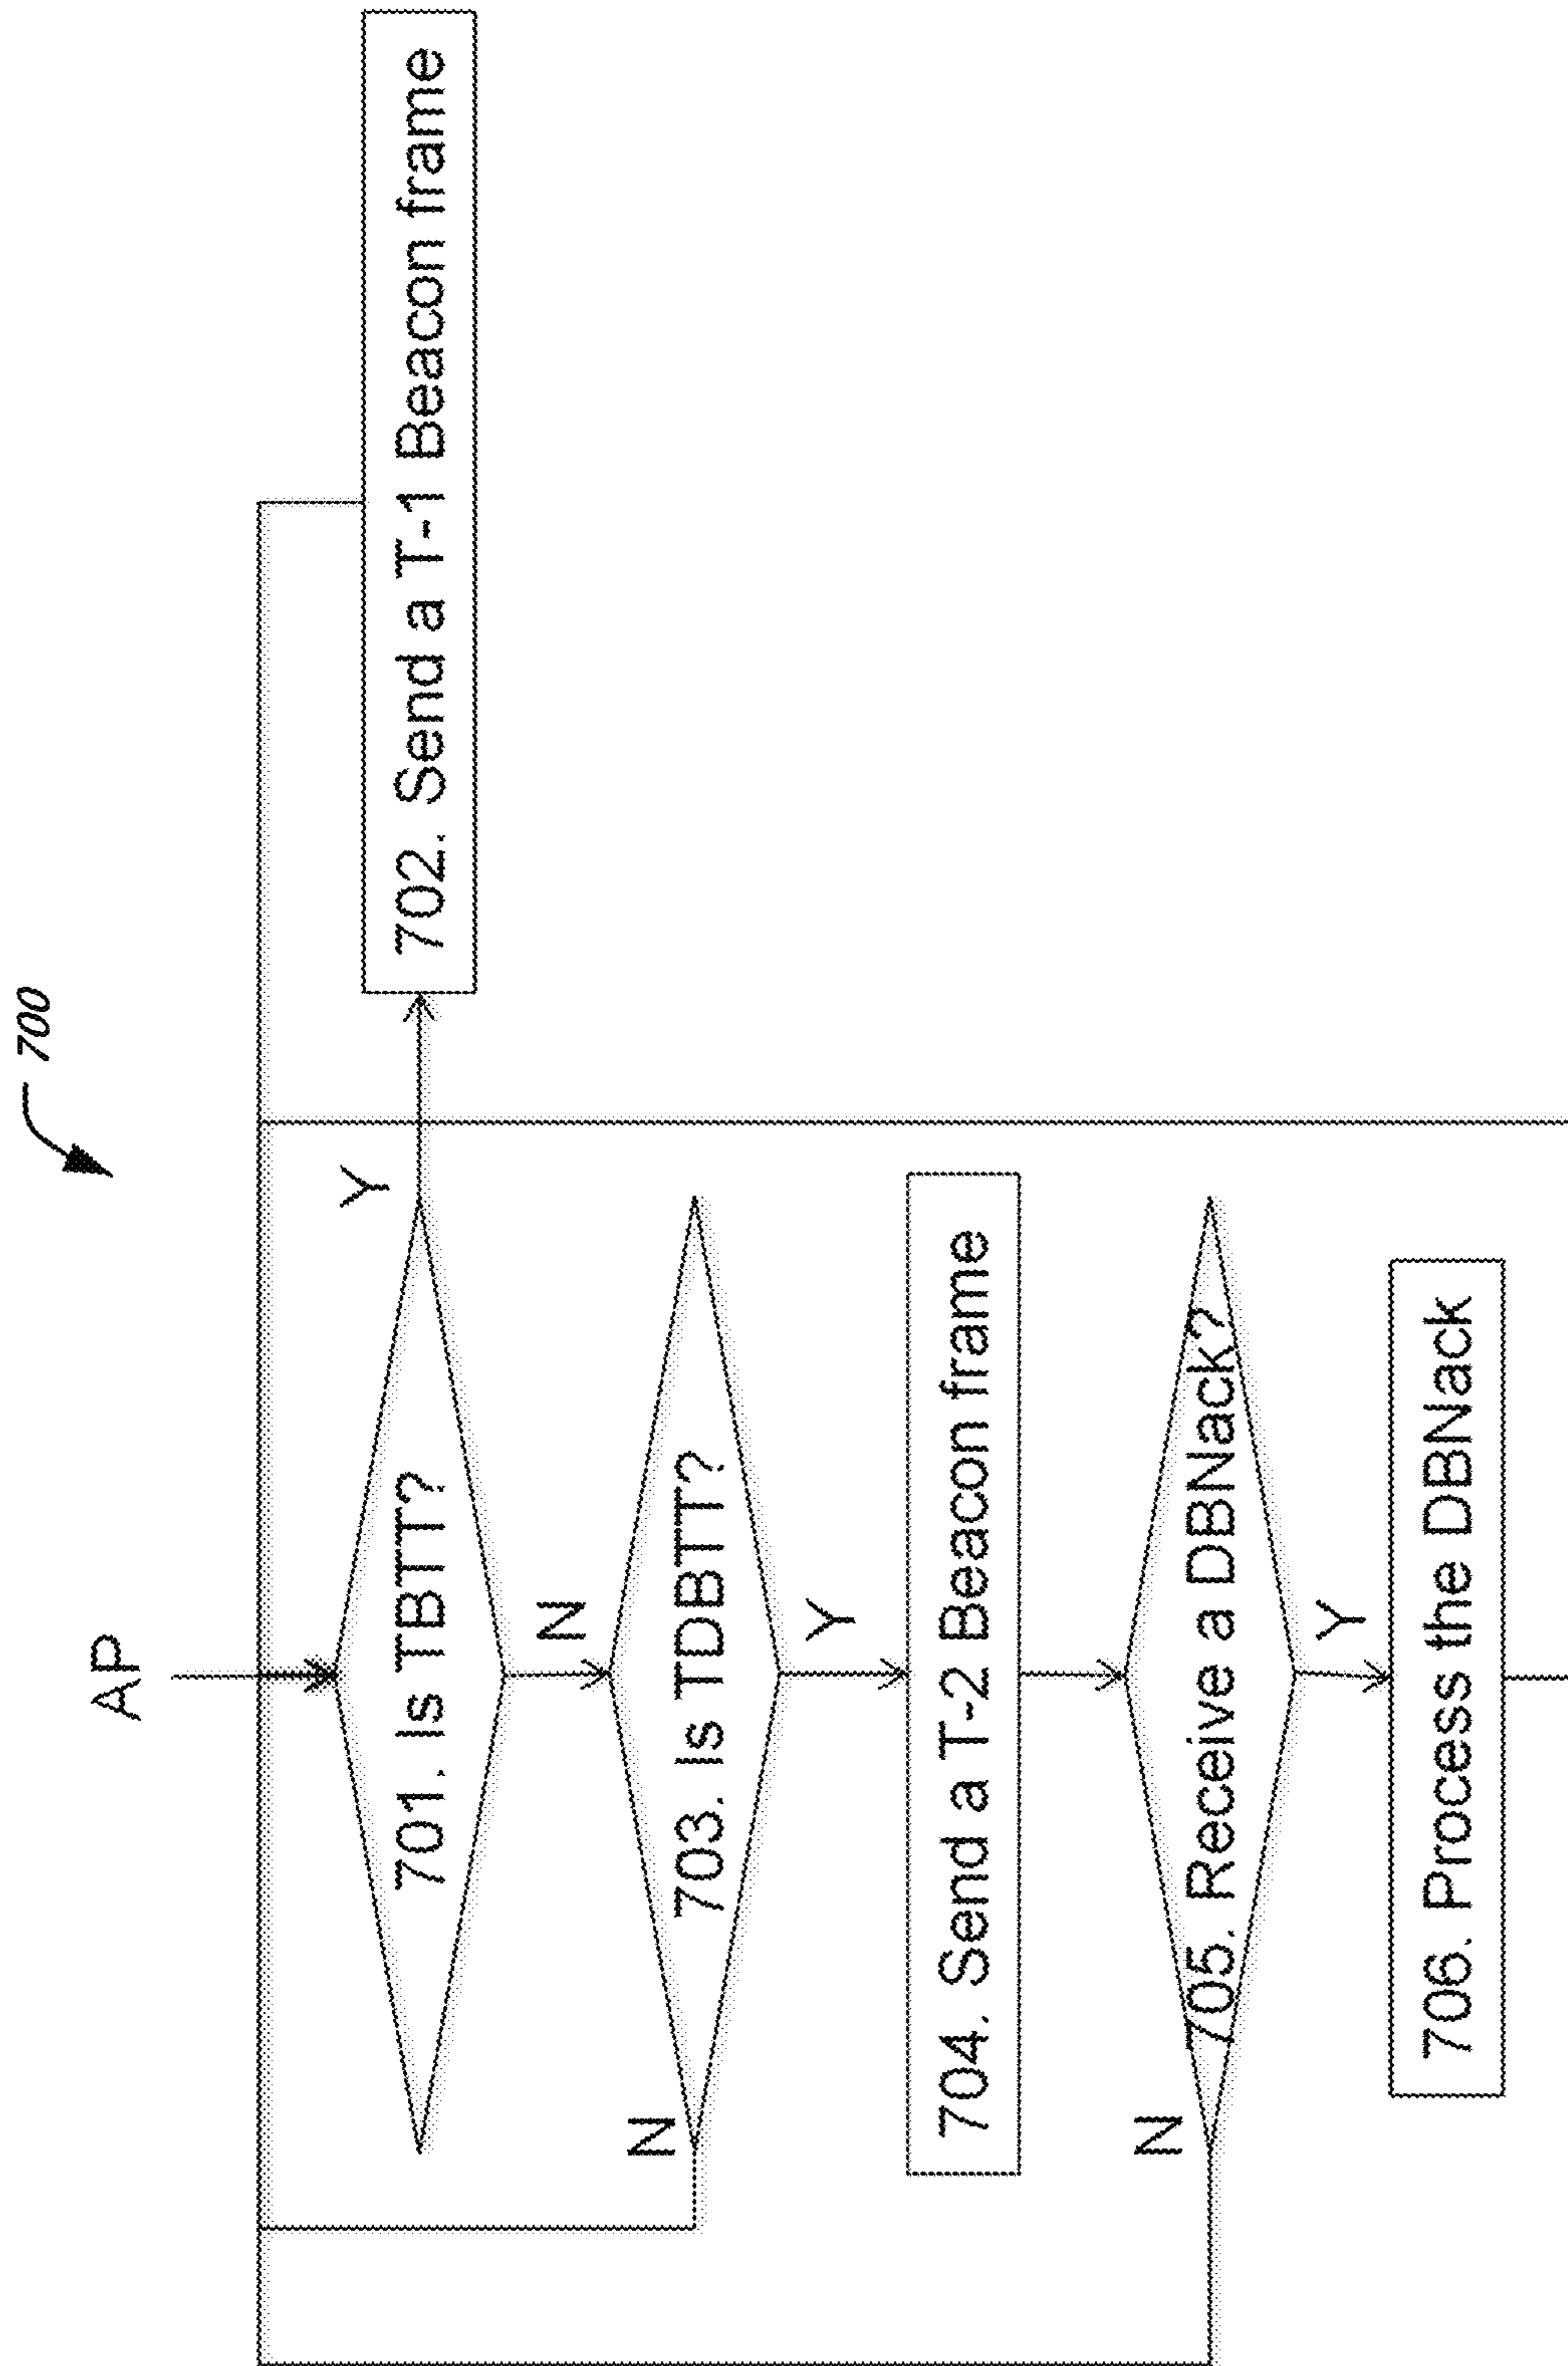 700
AP
701. Is TBTT?
Y
702. Send a T-1 Beacon frame
N
703. Is TDBTT?
N
Y
704. Send a T-2 Beacon frame
705. Receive a DBNack?
N
Y
706. Process the DBNack